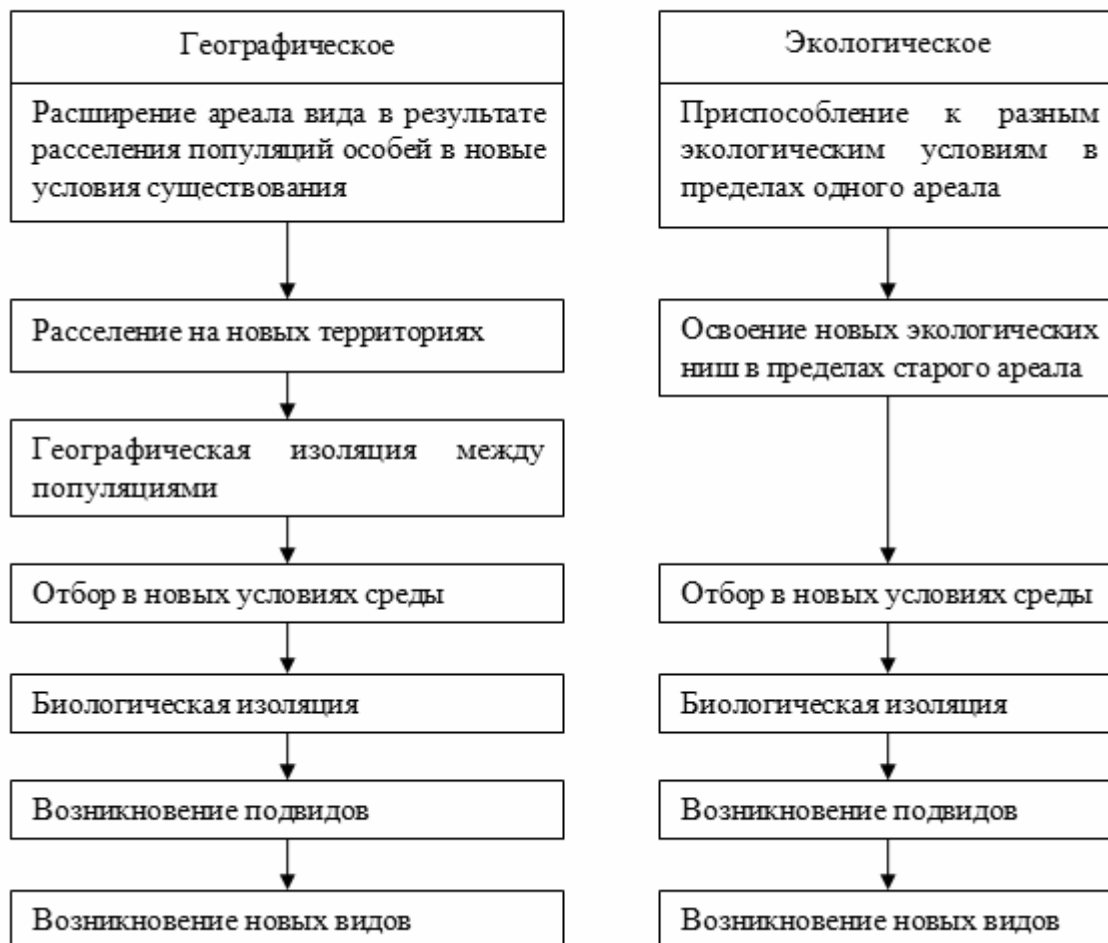 Географическое
Расширение ареала вида в результате
расселения популяций особей в новые
условия существования
Расселение на новых территориях
Географическая изоляция между
популяциями
Отбор в новых условиях среды
Биологическая изоляция
Возникновение подвидов
Возникновение новых видов
Экологическое
Приспособление к разным
экологическим условиям в
пределах одного ареала
Освоение новых экологических
ниш в пределах старого ареала
Отбор в новых условиях среды
Биологическая изоляция
Возникновение подвидов
Возникновение новых видов